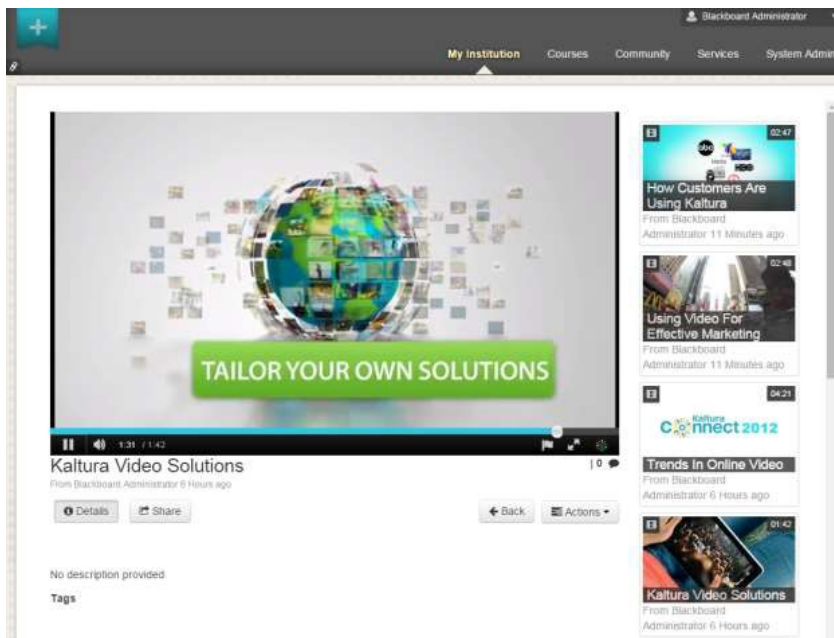 Blackboard Administrator
My Institution Courses Community Services System Admin
TAILOR YOUR OWN SOLUTIONS
1:31 / 1:42
Kaltura Video Solutions
| 0
From Blackboard Administrator 6 Hours ago
Details Share Back Actions
No description provided
Tags
02:47
abc
HBO
How Customers Are
Using Kaltura
From Blackboard
Administrator 11 Minutes ago
02:48
Using Video For
Effective Marketing
From Blackboard
Administrator 11 Minutes ago
04:21
Kaltura
Connect 2012
Trends In Online Video
From Blackboard
Administrator 6 Hours ago
01:42
Kaltura Video Solutions
From Blackboard
Administrator 6 Hours ago